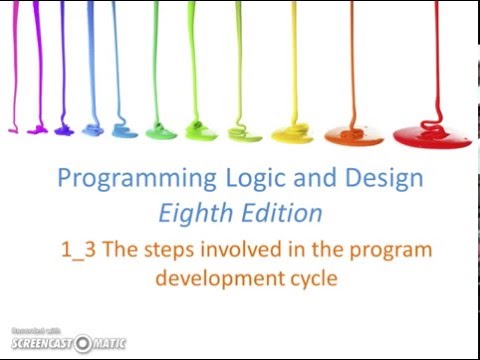 Programming Logic and Design
Eighth Edition
1_3 The steps involved in the program
development cycle
Recorded with
SCREENCAST MATIC